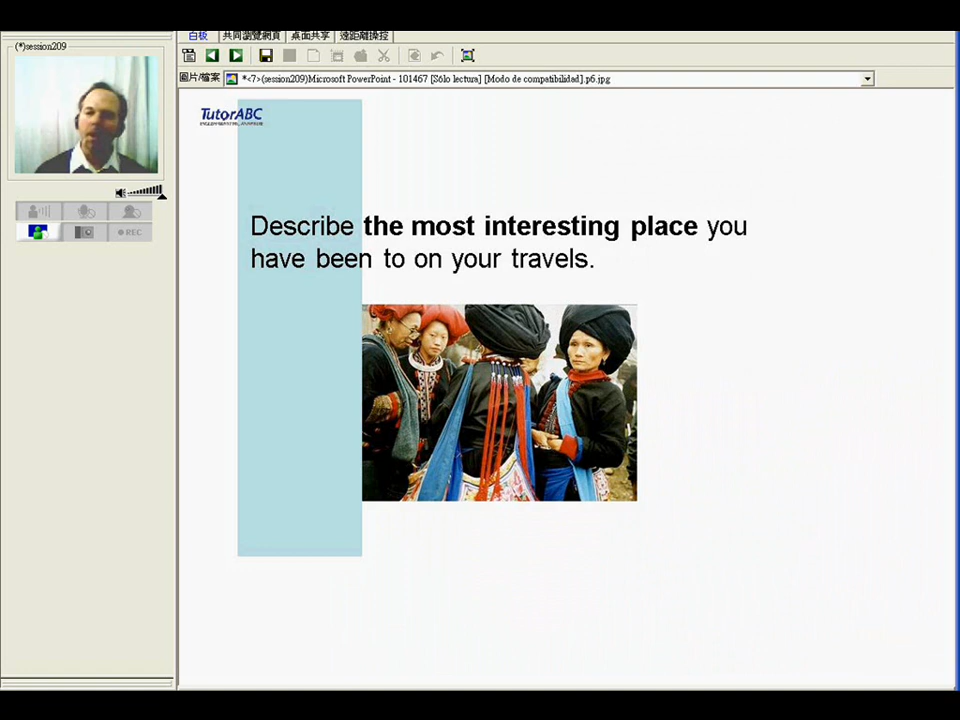 (*)session209
白板 共同瀏覽網頁 桌面共享 遠距離操控
圖片/檔案 *<7>(session209)Microsoft PowerPoint - 101467 [Sólo lectura] [Modo de compatibilidad].p6.jpg
TutorABC
Describe the most interesting place you
have been to on your travels.
REC